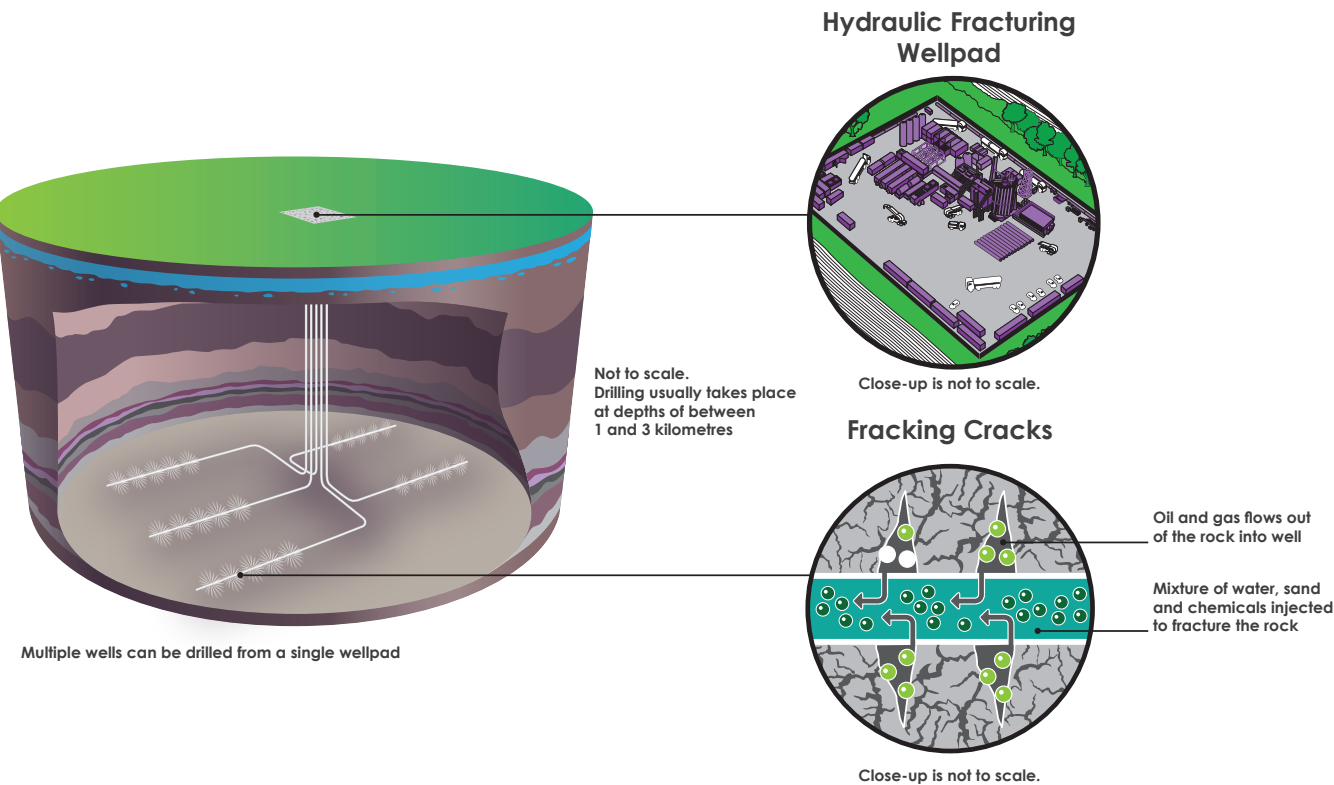 Hydraulic Fracturing
Wellpad
Close-up is not to scale.
Not to scale.
Drilling usually takes place
at depths of between
1 and 3 kilometres
Fracking Cracks
Oil and gas flows out
of the rock into well
Mixture of water, sand
and chemicals injected
to fracture the rock
Multiple wells can be drilled from a single wellpad
Close-up is not to scale.